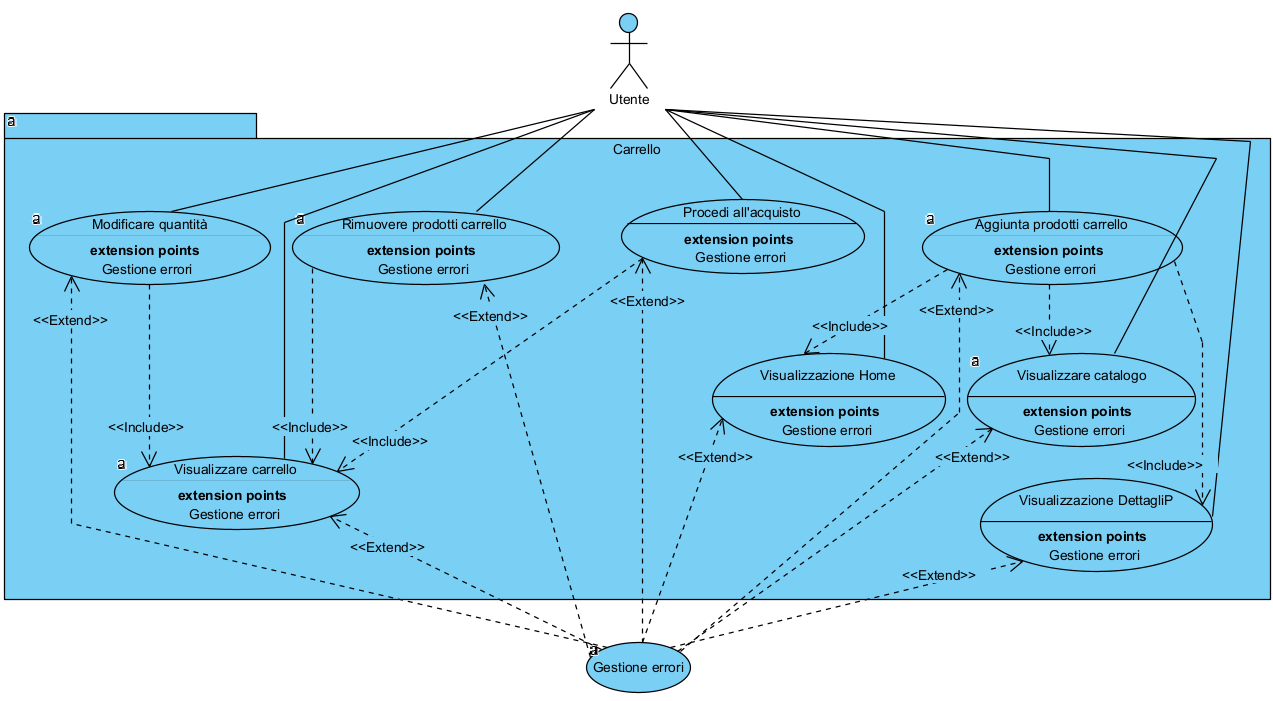 Utente
a
Carrello
a
Modificare quantità
extension points
Gestione errori
a
Rimuovere prodotti carrello
extension points
Gestione errori
Procedi all'acquisto
extension points
Gestione errori
a
Aggiunta prodotti carrello
extension points
Gestione errori
<<Extend>>
<<Extend>>
<<Extend>>
<<Extend>>
<<Include>>
<<Include>>
Visualizzazione Home
extension points
Gestione errori
a
Visualizzare catalogo
extension points
Gestione errori
<<Include>>
<<Include>>
<<Include>>
<<Extend>>
<<Extend>>
<<Include>>
a
Visualizzare carrello
extension points
Gestione errori
Visualizzazione DettagliP
extension points
Gestione errori
<<Extend>>
<<Extend>>
a
Gestione errori